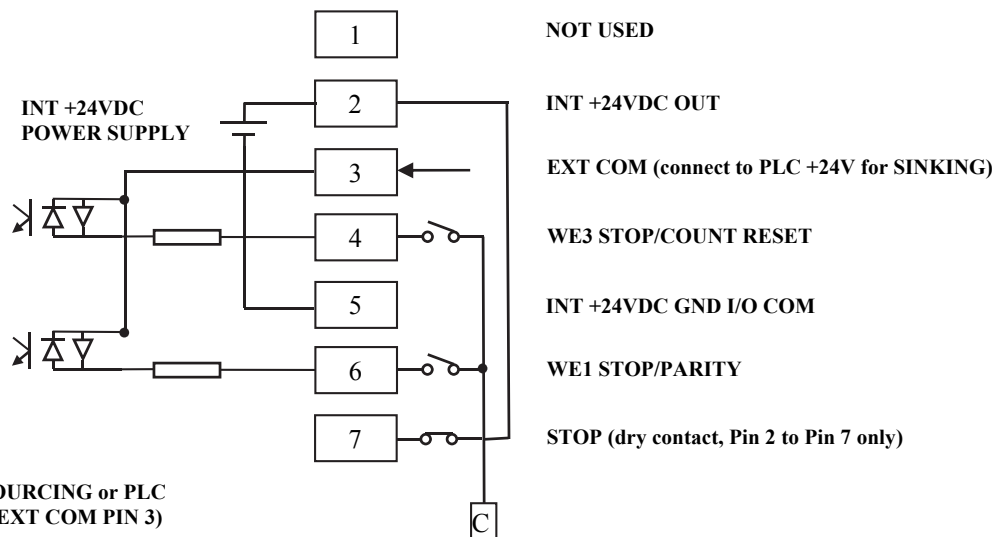 1 NOT USED
INT +24VDC
POWER SUPPLY
2 INT +24VDC OUT
3 EXT COM (connect to PLC +24V for SINKING)
4 WE3 STOP/COUNT RESET
5 INT +24VDC GND I/O COM
6 WE1 STOP/PARITY
7 STOP (dry contact, Pin 2 to Pin 7 only)
OURCING or PLC
EXT COM PIN 3)
C